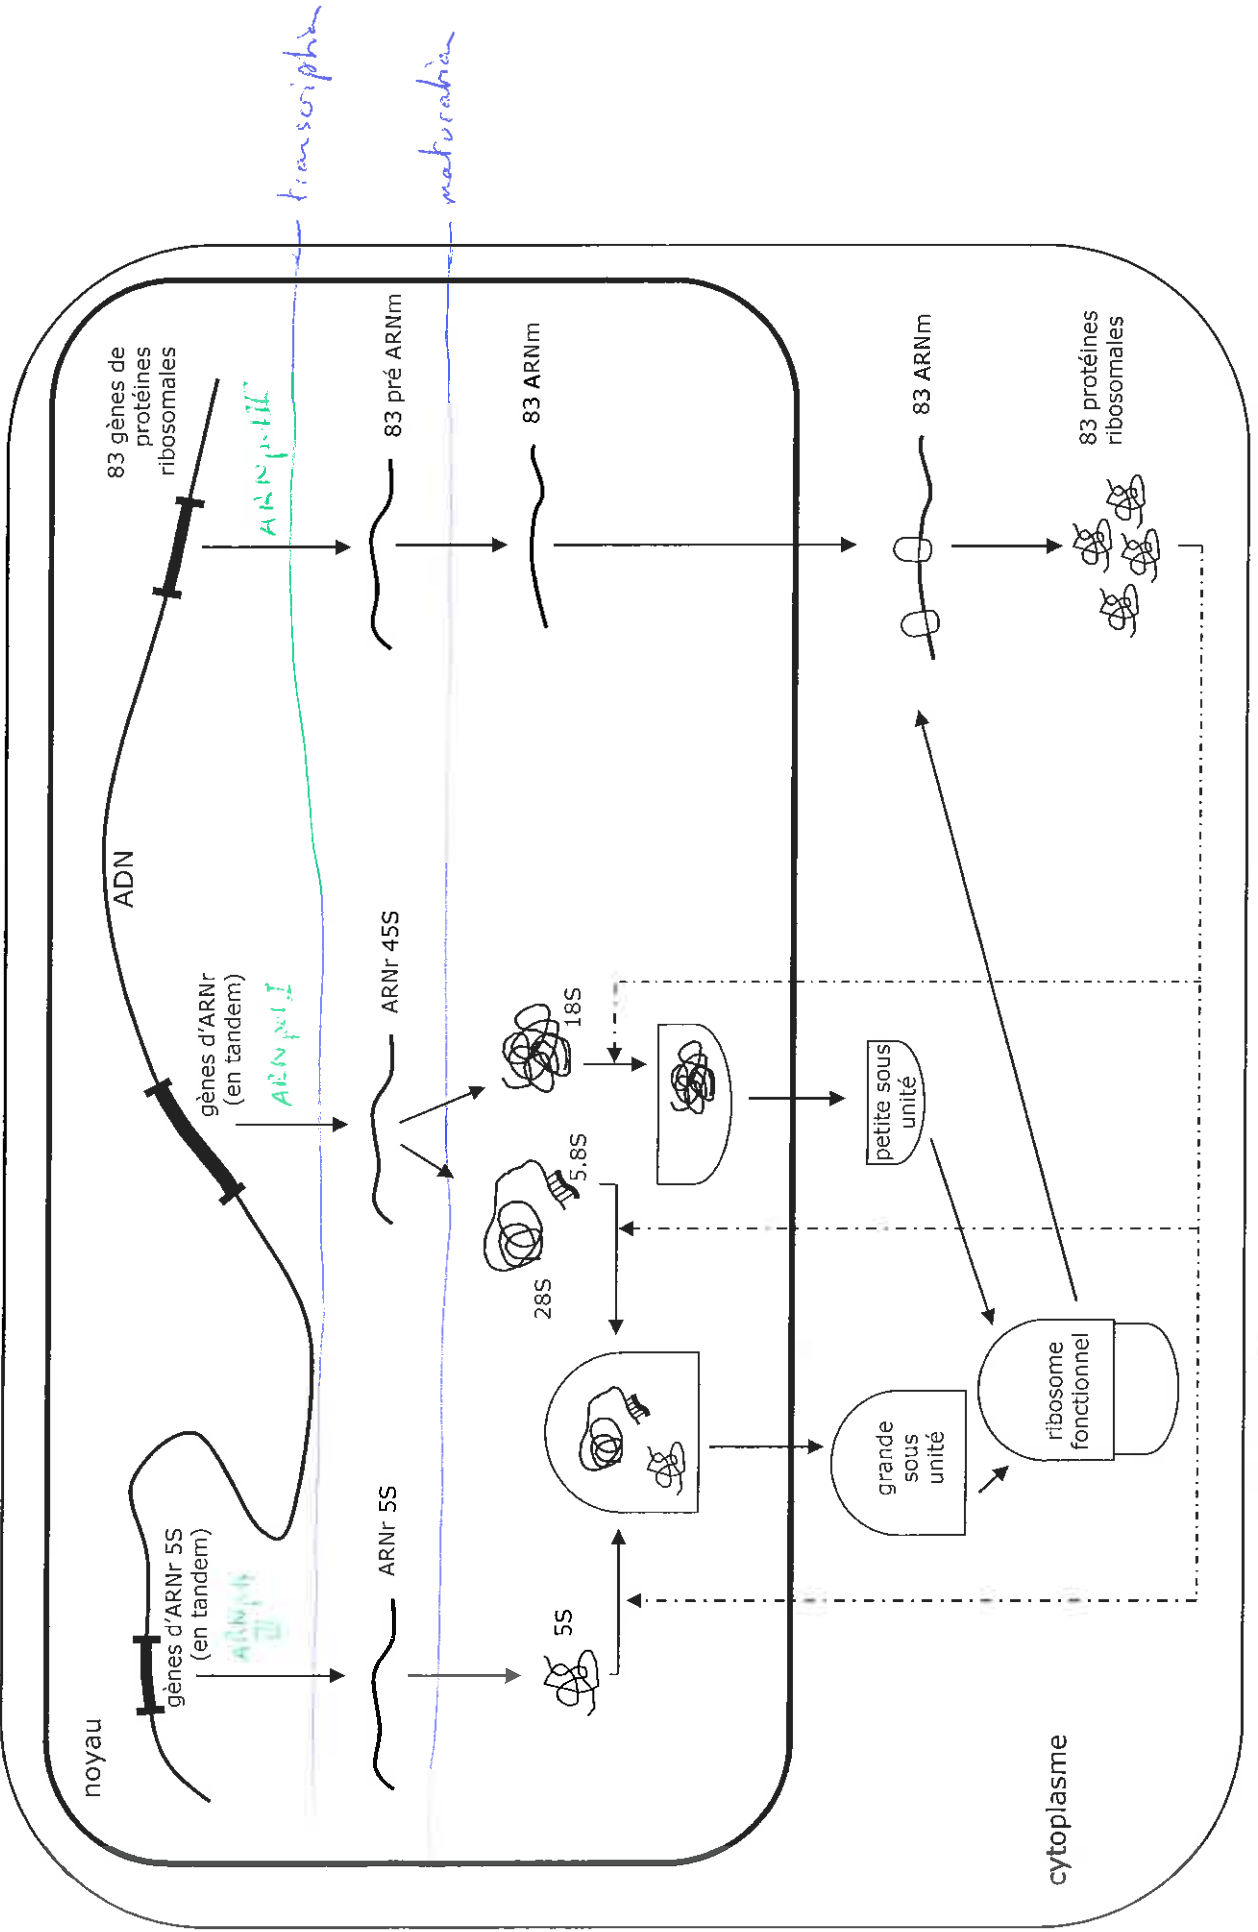 noyau
gènes d'ARNr 5S
(en tandem)
ADN
gènes d'ARNr
(en tandem)
ARN pol I
83 gènes de
protéines
ribosomales
ARN pol II
transcription
ARNr 5S
ARNr 45S
83 pré ARNm
maturation
5S
28S
5.8S
18S
83 ARNm
grande
sous
unité
petite sous
unité
83 ARNm
ribosome
fonctionnel
83 protéines
ribosomales
cytoplasme